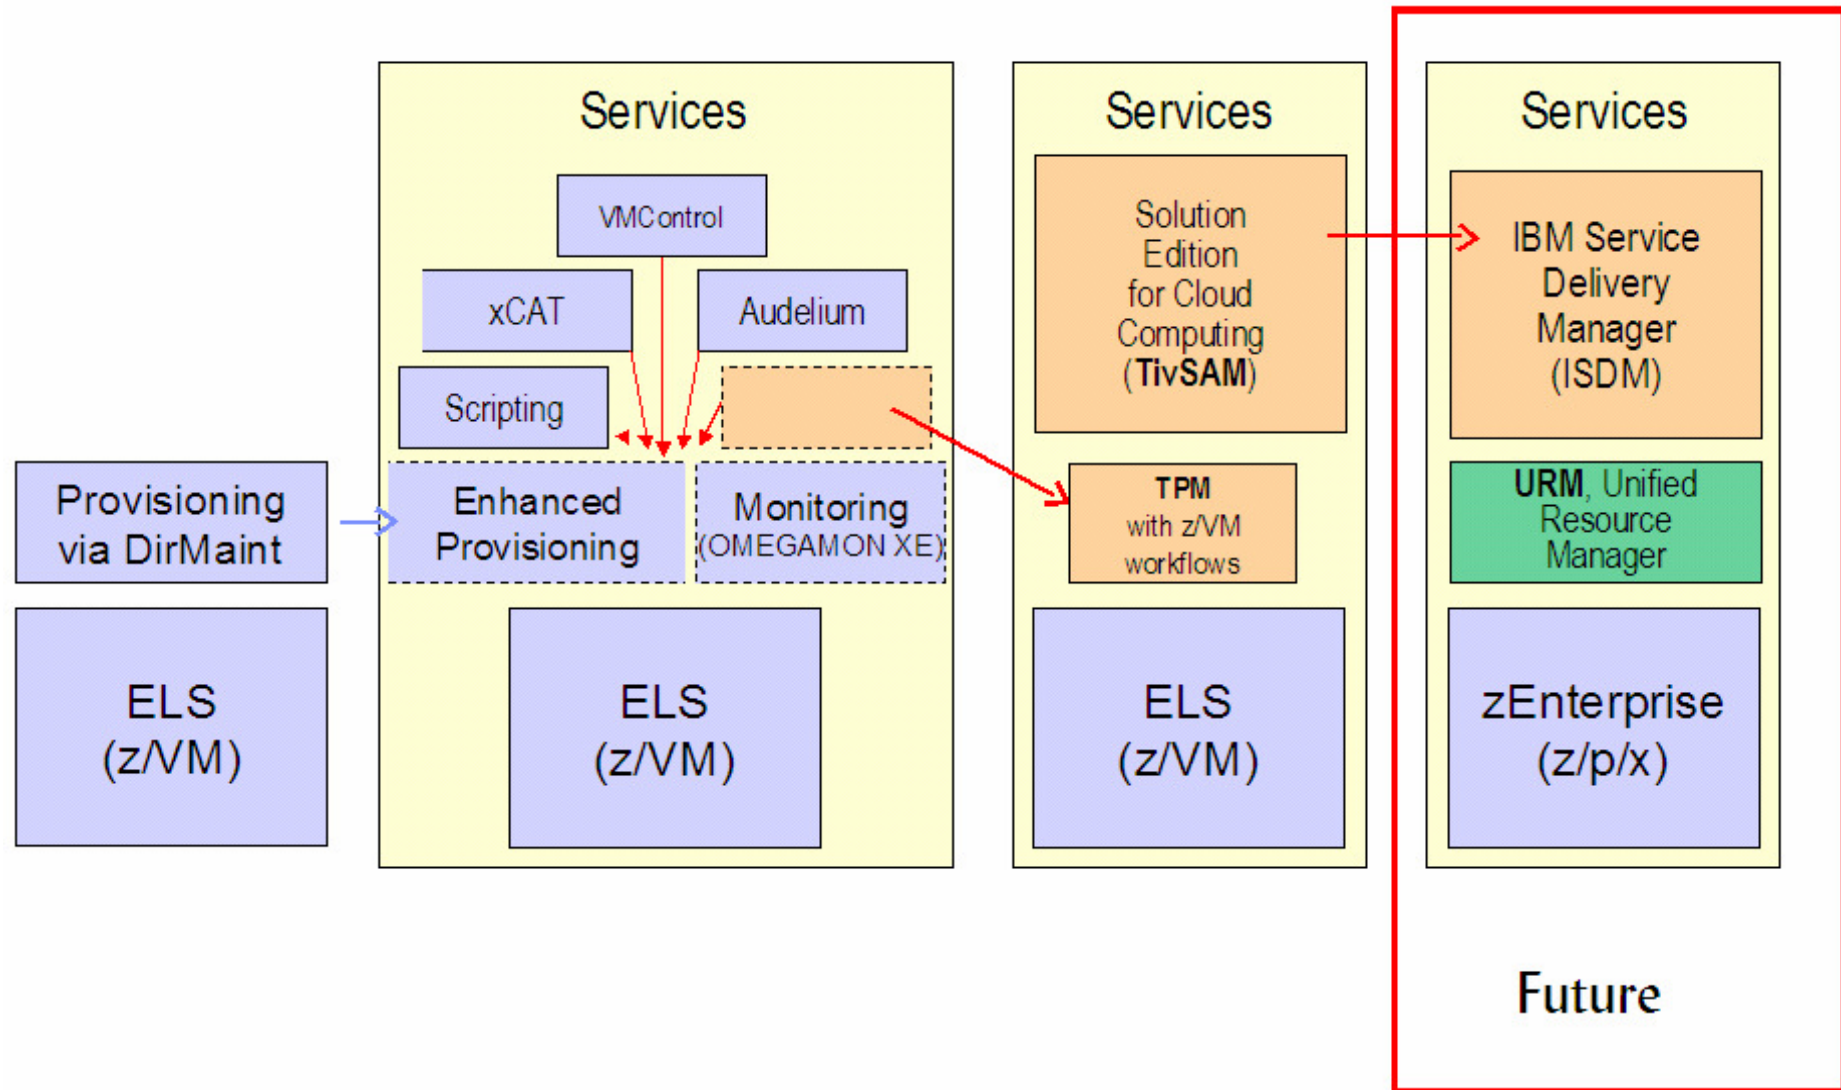 Provisioning
via DirMaint
ELS
(z/VM)
Services
VMControl
xCAT
Audelium
Scripting
Enhanced
Provisioning
Monitoring
(OMEGAMON XE)
ELS
(z/VM)
Services
Solution
Edition
for Cloud
Computing
(TivSAM)
TPM
with z/VM
workflows
ELS
(z/VM)
Services
IBM Service
Delivery
Manager
(ISDM)
URM, Unified
Resource
Manager
zEnterprise
(z/p/x)
Future